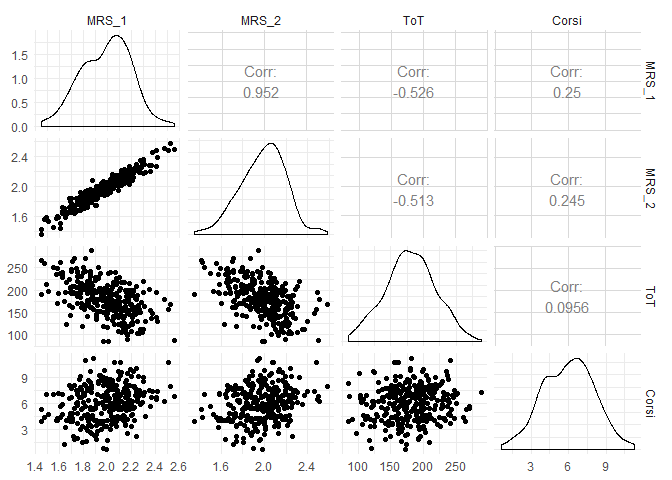 MRS_1 MRS_2 ToT Corsi
1.5
1.0
0.5
0.0
Corr:
0.952
Corr:
-0.526
Corr:
0.25
MRS_1
2.4
2.0
1.6
Corr:
-0.513
Corr:
0.245
MRS_2
250
200
150
100
Corr:
0.0956
ToT
9
6
3
Corsi
1.4 1.6 1.8 2.0 2.2 2.4 2.6 1.6 2.0 2.4 100 150 200 250 3 6 9